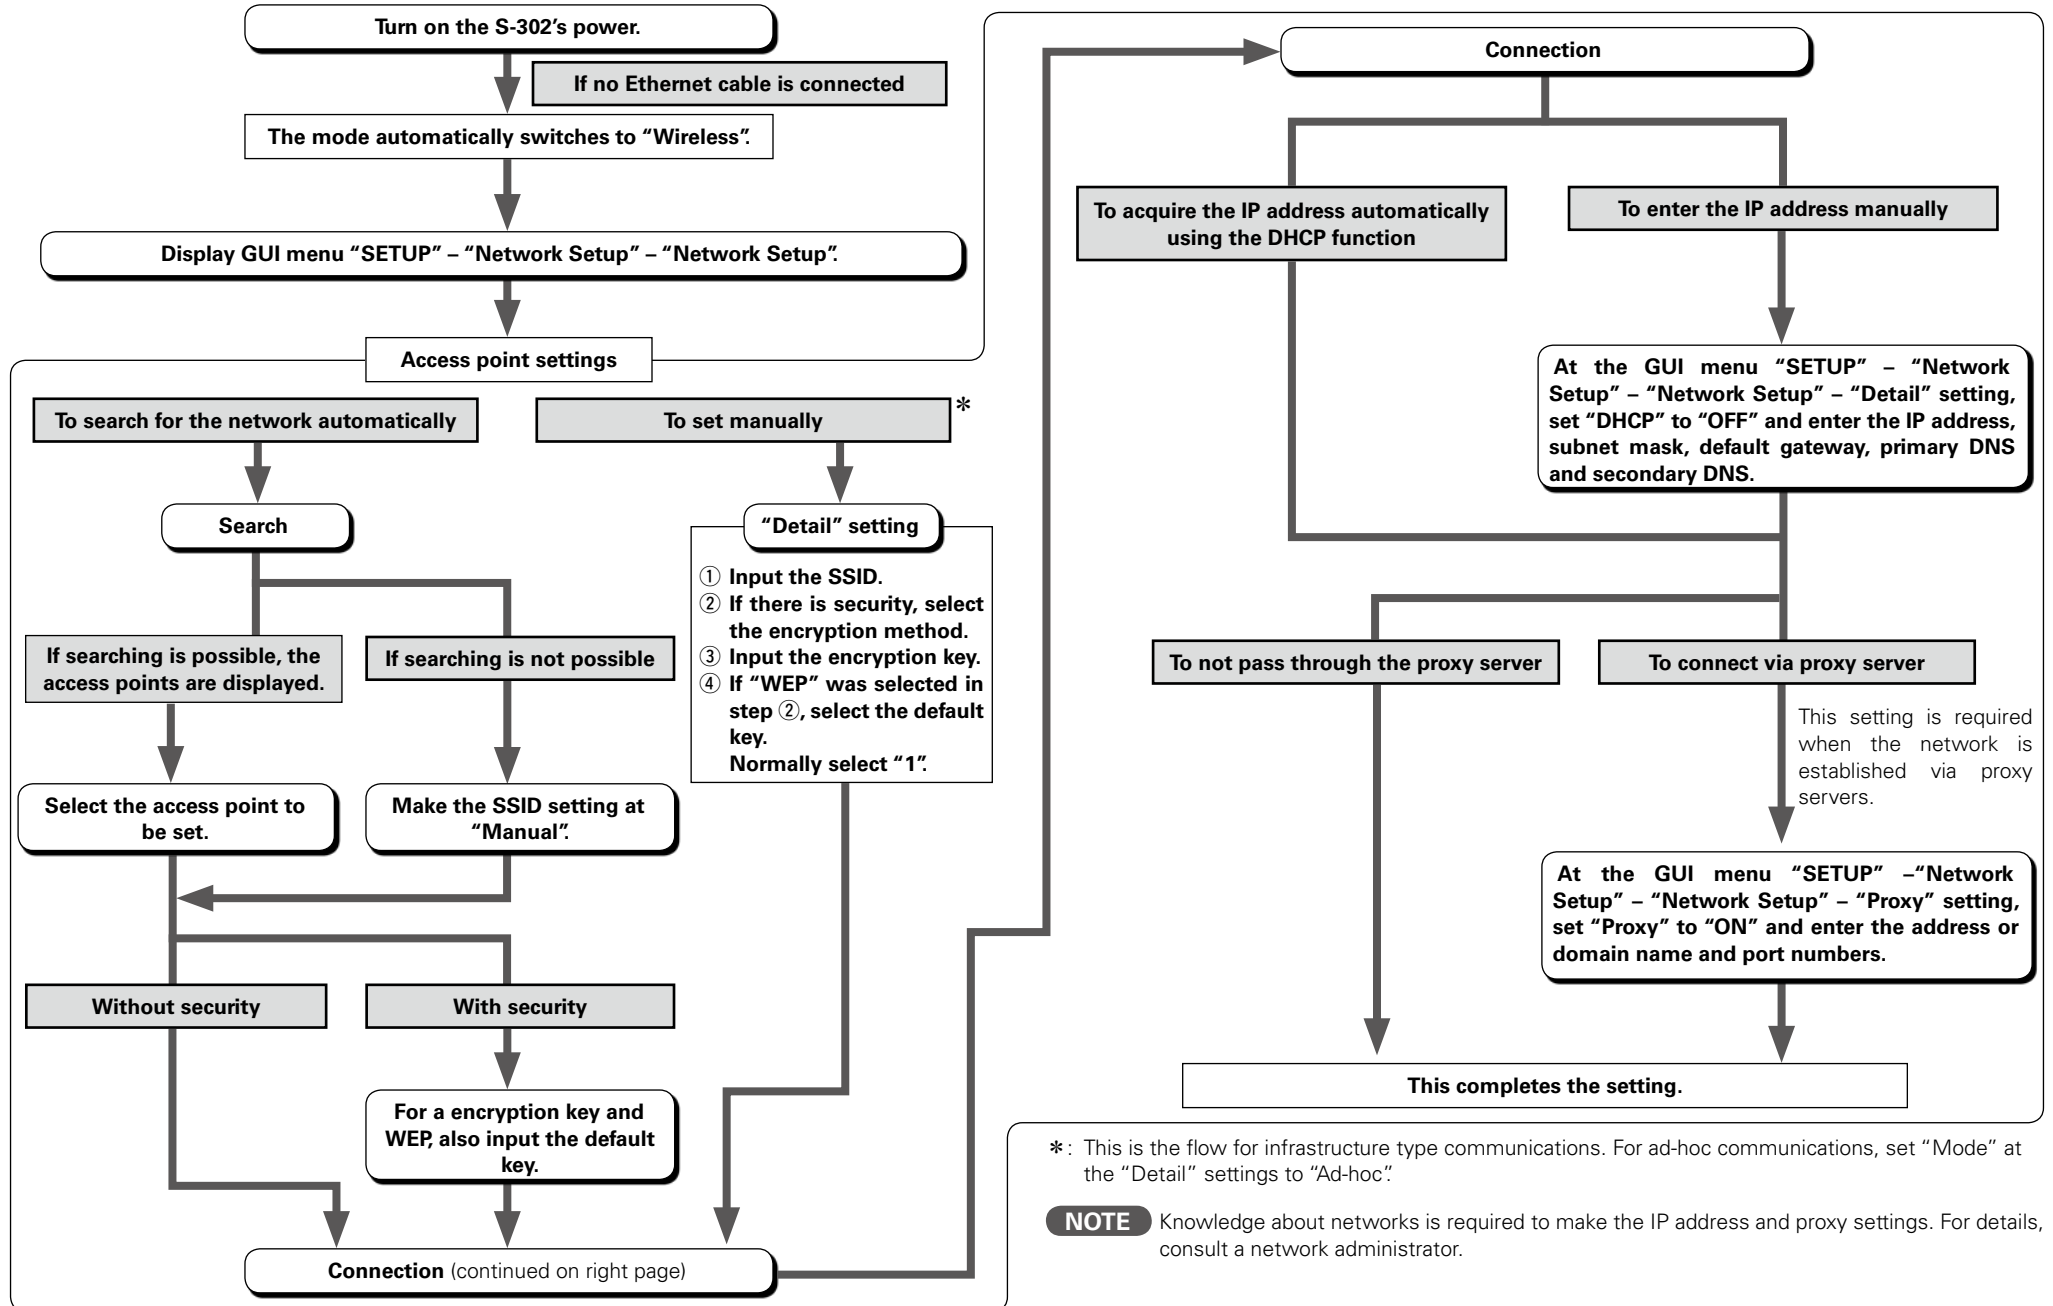 Turn on the S-302's power.
If no Ethernet cable is connected
The mode automatically switches to “Wireless”.
Display GUI menu “SETUP” – “Network Setup” – “Network Setup”.
Access point settings
To search for the network automatically
To set manually
*
Search
“Detail” setting
① Input the SSID.
② If there is security, select
the encryption method.
③ Input the encryption key.
④ If “WEP” was selected in
step ②, select the default
key.
Normally select “1”.
If searching is possible, the
access points are displayed.
If searching is not possible
Select the access point to
be set.
Make the SSID setting at
“Manual”.
Without security
With security
For a encryption key and
WEP, also input the default
key.
Connection (continued on right page)
Connection
To acquire the IP address automatically
using the DHCP function
To enter the IP address manually
At the GUI menu “SETUP” – “Network
Setup” – “Network Setup” – “Detail” setting,
set “DHCP” to “OFF” and enter the IP address,
subnet mask, default gateway, primary DNS
and secondary DNS.
To not pass through the proxy server
To connect via proxy server
This setting is required
when the network is
established via proxy
servers.
At the GUI menu “SETUP” –“Network
Setup” – “Network Setup” – “Proxy” setting,
set “Proxy” to “ON” and enter the address or
domain name and port numbers.
This completes the setting.
*: This is the flow for infrastructure type communications. For ad-hoc communications, set “Mode” at
the “Detail” settings to “Ad-hoc”.
NOTE Knowledge about networks is required to make the IP address and proxy settings. For details,
consult a network administrator.